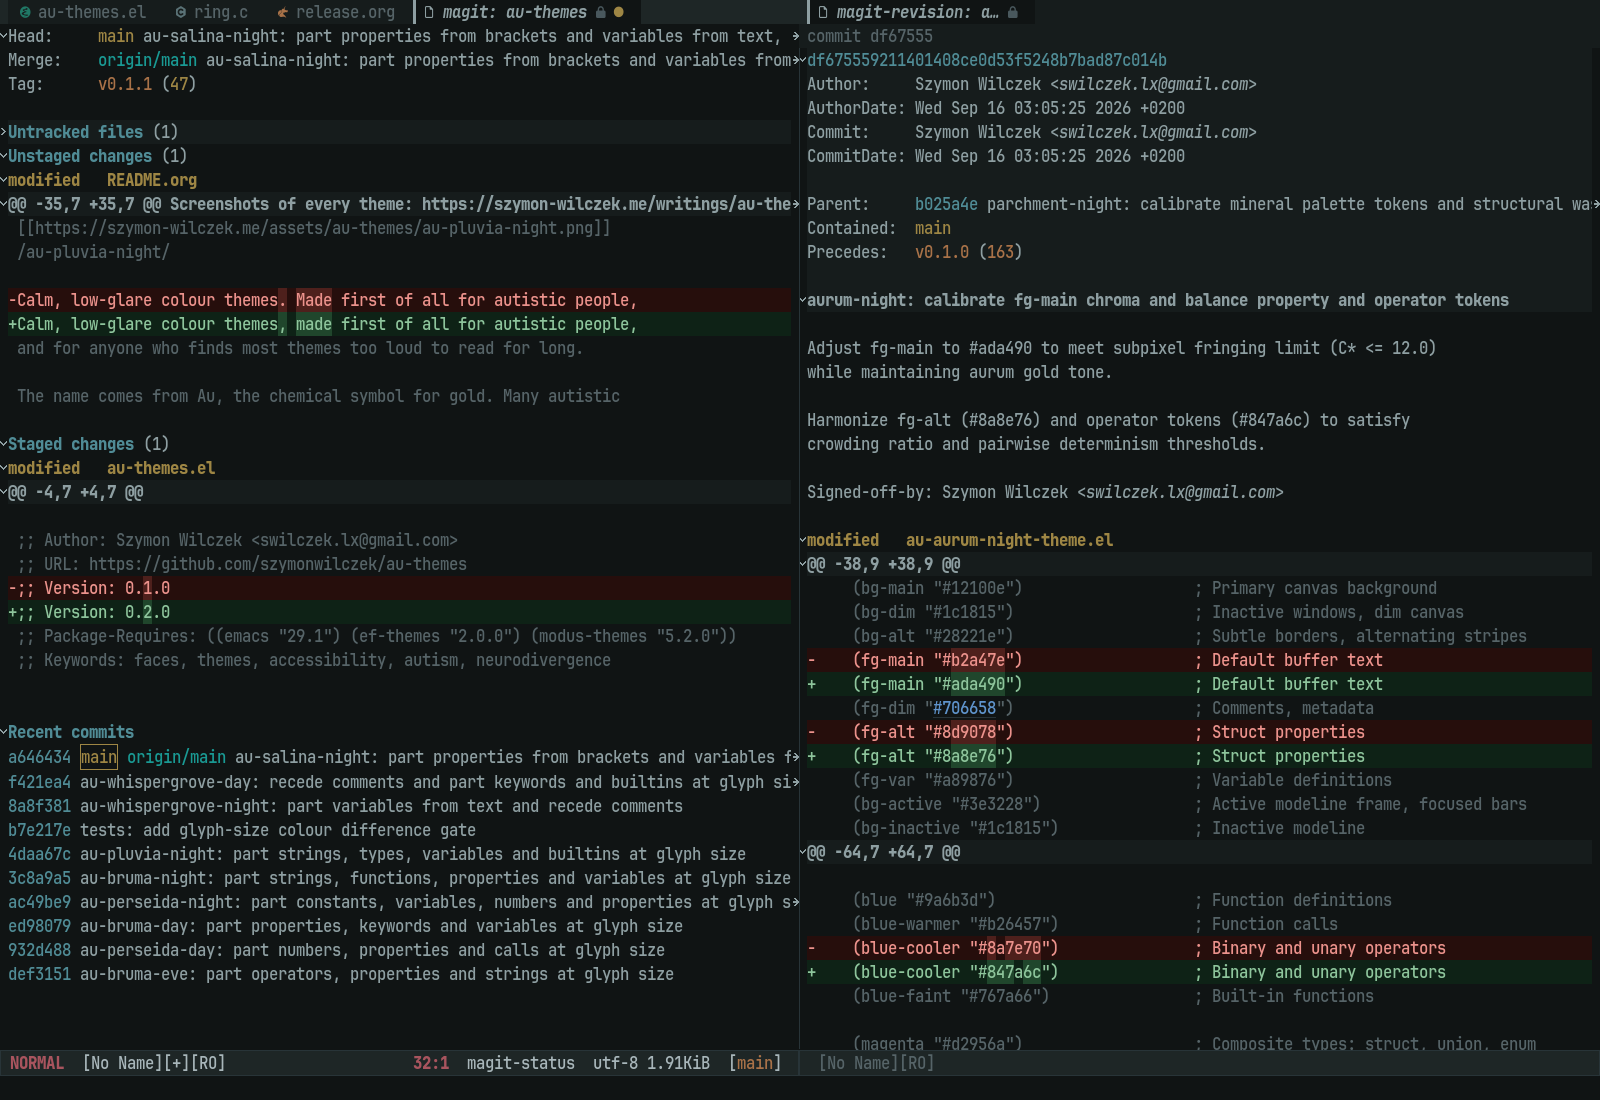 au-themes.el ring.c release.org magit: au-themes
Head: main au-salina-night: part properties from brackets and variables from text,
Merge: origin/main au-salina-night: part properties from brackets and variables from
Tag: v0.1.1 (47)
Untracked files (1)
Unstaged changes (1)
modified README.org
@@ -35,7 +35,7 @@ Screenshots of every theme: https://szymon-wilczek.me/writings/au-the
[[https://szymon-wilczek.me/assets/au-themes/au-pluvia-night.png]]
/au-pluvia-night/
-Calm, low-glare colour themes. Made first of all for autistic people,
+Calm, low-glare colour themes, made first of all for autistic people,
and for anyone who finds most themes too loud to read for long.
The name comes from Au, the chemical symbol for gold. Many autistic
Staged changes (1)
modified au-themes.el
@@ -4,7 +4,7 @@
;; Author: Szymon Wilczek <swilczek.lx@gmail.com>
;; URL: https://github.com/szymonwilczek/au-themes
-;; Version: 0.1.0
+;; Version: 0.2.0
;; Package-Requires: ((emacs "29.1") (ef-themes "2.0.0") (modus-themes "5.2.0"))
;; Keywords: faces, themes, accessibility, autism, neurodivergence
Recent commits
a646434 main origin/main au-salina-night: part properties from brackets and variables f
f421ea4 au-whispergrove-day: recede comments and part keywords and builtins at glyph si
8a8f381 au-whispergrove-night: part variables from text and recede comments
b7e217e tests: add glyph-size colour difference gate
4daa67c au-pluvia-night: part strings, types, variables and builtins at glyph size
3c8a9a5 au-bruma-night: part strings, functions, properties and variables at glyph size
ac49be9 au-perseida-night: part constants, variables, numbers and properties at glyph s
ed98079 au-bruma-day: part properties, keywords and variables at glyph size
932d488 au-perseida-day: part numbers, properties and calls at glyph size
def3151 au-bruma-eve: part operators, properties and strings at glyph size
NORMAL [No Name][+][RO] 32:1 magit-status utf-8 1.91KiB [main]
magit-revision: a…
commit df67555
df675559211401408ce0d53f5248b7bad87c014b
Author: Szymon Wilczek <swilczek.lx@gmail.com>
AuthorDate: Wed Sep 16 03:05:25 2026 +0200
Commit: Szymon Wilczek <swilczek.lx@gmail.com>
CommitDate: Wed Sep 16 03:05:25 2026 +0200
Parent: b025a4e parchment-night: calibrate mineral palette tokens and structural wa
Contained: main
Precedes: v0.1.0 (163)
aurum-night: calibrate fg-main chroma and balance property and operator tokens
Adjust fg-main to #ada490 to meet subpixel fringing limit (C* <= 12.0)
while maintaining aurum gold tone.
Harmonize fg-alt (#8a8e76) and operator tokens (#847a6c) to satisfy
crowding ratio and pairwise determinism thresholds.
Signed-off-by: Szymon Wilczek <swilczek.lx@gmail.com>
modified au-aurum-night-theme.el
@@ -38,9 +38,9 @@
(bg-main "#12100e") ; Primary canvas background
(bg-dim "#1c1815") ; Inactive windows, dim canvas
(bg-alt "#28221e") ; Subtle borders, alternating stripes
- (fg-main "#b2a47e") ; Default buffer text
+ (fg-main "#ada490") ; Default buffer text
(fg-dim "#706658") ; Comments, metadata
- (fg-alt "#8d9078") ; Struct properties
+ (fg-alt "#8a8e76") ; Struct properties
(fg-var "#a89876") ; Variable definitions
(bg-active "#3e3228") ; Active modeline frame, focused bars
(bg-inactive "#1c1815") ; Inactive modeline
@@ -64,7 +64,7 @@
(blue "#9a6b3d") ; Function definitions
(blue-warmer "#b26457") ; Function calls
- (blue-cooler "#8a7e70") ; Binary and unary operators
+ (blue-cooler "#847a6c") ; Binary and unary operators
(blue-faint "#767a66") ; Built-in functions
(magenta "#d2956a") ; Composite types: struct, union, enum
[No Name][RO]